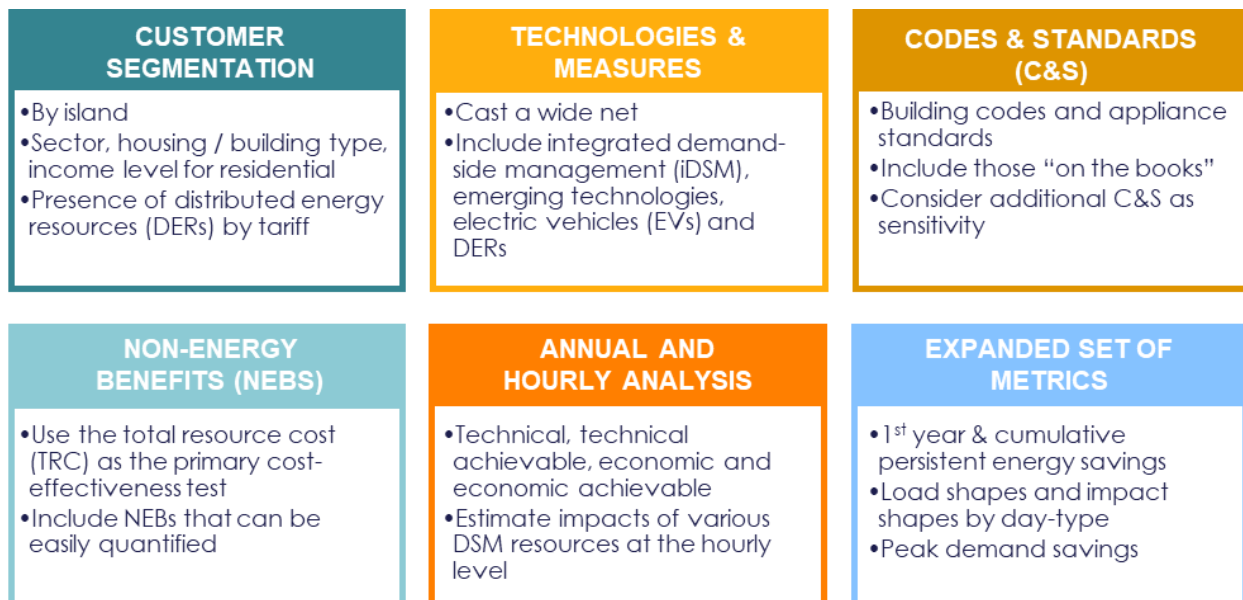 CUSTOMER
SEGMENTATION
•By island
•Sector, housing / building type,
income level for residential
•Presence of distributed energy
resources (DERs) by tariff
TECHNOLOGIES &
MEASURES
•Cast a wide net
•Include integrated demand-
side management (iDSM),
emerging technologies,
electric vehicles (EVs) and
DERs
CODES & STANDARDS
(C&S)
•Building codes and appliance
standards
•Include those “on the books”
•Consider additional C&S as
sensitivity
NON-ENERGY
BENEFITS (NEBS)
•Use the total resource cost
(TRC) as the primary cost-
effectiveness test
•Include NEBs that can be
easily quantified
ANNUAL AND
HOURLY ANALYSIS
•Technical, technical
achievable, economic and
economic achievable
•Estimate impacts of various
DSM resources at the hourly
level
EXPANDED SET OF
METRICS
•1st year & cumulative
persistent energy savings
•Load shapes and impact
shapes by day-type
•Peak demand savings